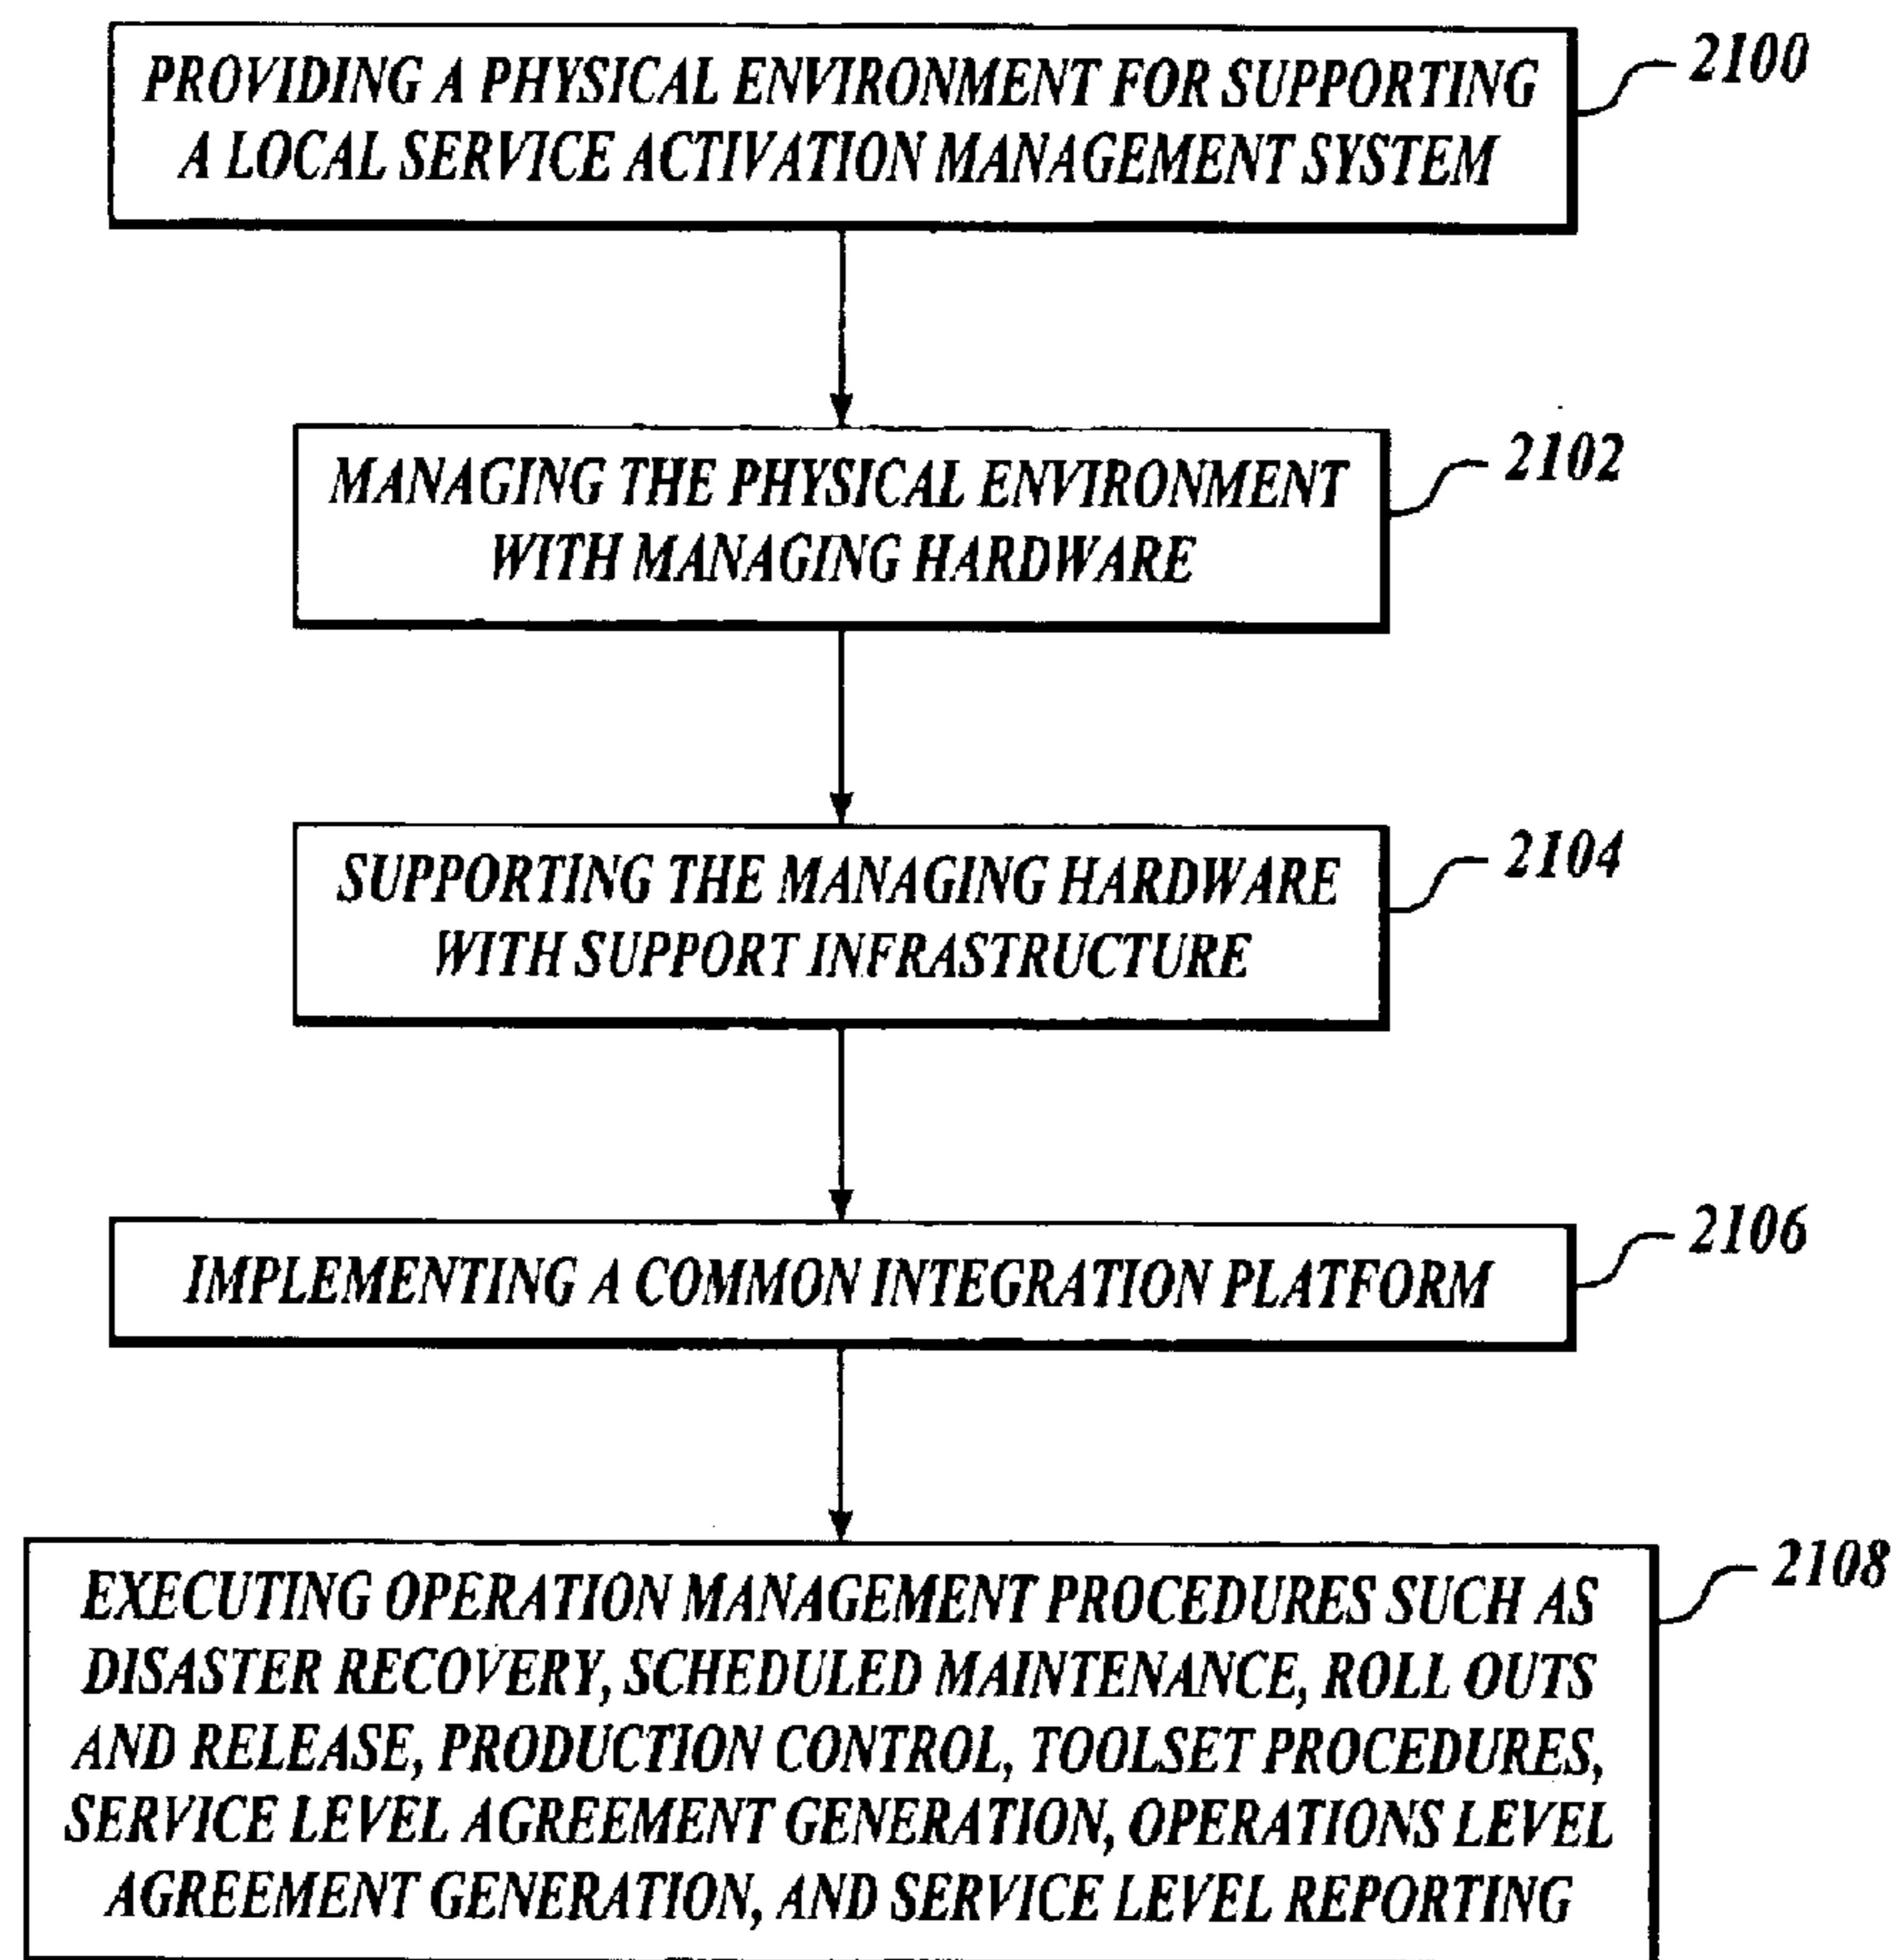 PROVIDING A PHYSICAL ENVIRONMENT FOR SUPPORTING
A LOCAL SERVICE ACTIVATION MANAGEMENT SYSTEM
2100
MANAGING THE PHYSICAL ENVIRONMENT
WITH MANAGING HARDWARE
2102
SUPPORTING THE MANAGING HARDWARE
WITH SUPPORT INFRASTRUCTURE
2104
IMPLEMENTING A COMMON INTEGRATION PLATFORM
2106
EXECUTING OPERATION MANAGEMENT PROCEDURES SUCH AS
DISASTER RECOVERY, SCHEDULED MAINTENANCE, ROLL OUTS
AND RELEASE, PRODUCTION CONTROL, TOOLSET PROCEDURES,
SERVICE LEVEL AGREEMENT GENERATION, OPERATIONS LEVEL
AGREEMENT GENERATION, AND SERVICE LEVEL REPORTING
2108